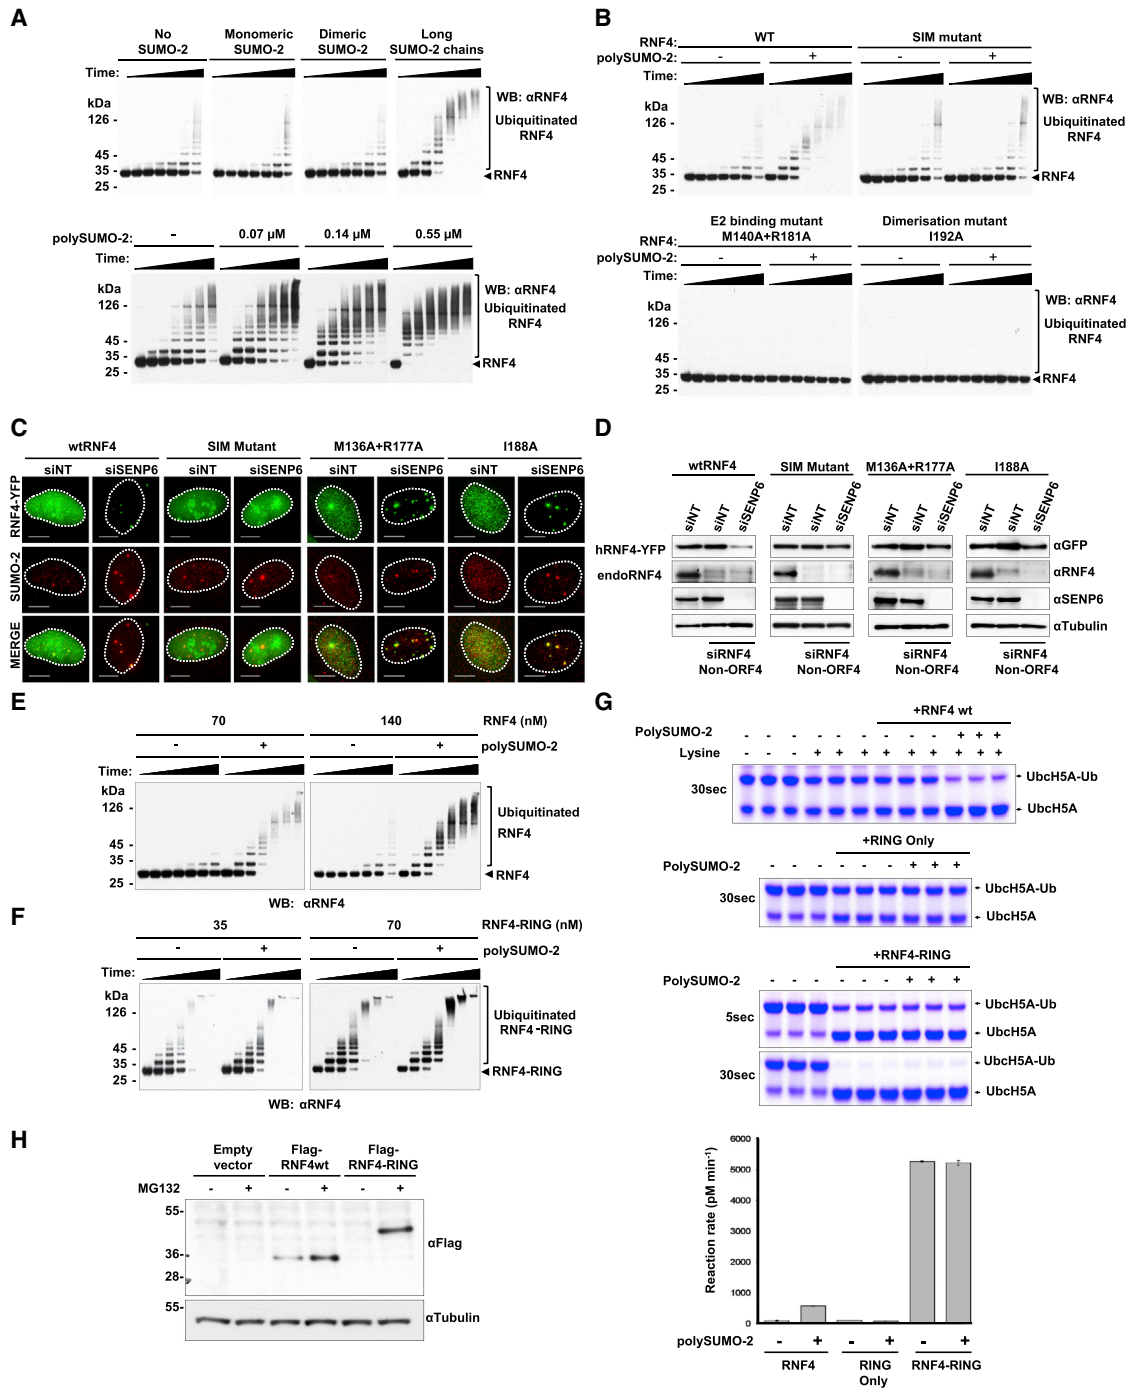 A
No SUMO-2 Monomeric SUMO-2 Dimeric SUMO-2 Long SUMO-2 chains
Time:
kDa
126 -
45 -
35 -
25 -
WB: αRNF4
Ubiquitinated RNF4
RNF4
polySUMO-2: - 0.07 µM 0.14 µM 0.55 µM
Time:
kDa
126 -
45 -
35 -
25 -
WB: αRNF4
Ubiquitinated RNF4
RNF4
B
RNF4: WT SIM mutant
polySUMO-2: - + - +
Time:
kDa
126 -
45 -
35 -
25 -
WB: αRNF4
Ubiquitinated RNF4
RNF4
E2 binding mutant Dimerisation mutant
RNF4: M140A+R181A I192A
polySUMO-2: - + - +
Time:
kDa
126 -
45 -
35 -
25 -
WB: αRNF4
Ubiquitinated RNF4
RNF4
C
wtRNF4 SIM Mutant M136A+R177A I188A
siNT siSENP6 siNT siSENP6 siNT siSENP6 siNT siSENP6
RNF4-YFP
SUMO-2
MERGE
D
wtRNF4 SIM Mutant M136A+R177A I188A
siNT siNT siSENP6 siNT siNT siSENP6 siNT siNT siSENP6 siNT siNT siSENP6
hRNF4-YFP αGFP
endoRNF4 αRNF4
αSENP6
αTubulin
siRNF4 siRNF4 siRNF4 siRNF4
Non-ORF4 Non-ORF4 Non-ORF4 Non-ORF4
E
70 140 RNF4 (nM)
- + - + polySUMO-2
Time:
kDa
126 -
45 -
35 -
25 -
Ubiquitinated
RNF4
RNF4
WB: αRNF4
F
35 70 RNF4-RING (nM)
- + - + polySUMO-2
Time:
kDa
126 -
45 -
35 -
25 -
Ubiquitinated
RNF4-RING
RNF4-RING
WB: αRNF4
G
+RNF4 wt
PolySUMO-2 - - - - - - - - - + + +
Lysine - - - + + + + + + + + +
30sec
UbcH5A-Ub
UbcH5A
+RING Only
PolySUMO-2 - - - - - - + + +
30sec
UbcH5A-Ub
UbcH5A
+RNF4-RING
PolySUMO-2 - - - - - - + + +
5sec
UbcH5A-Ub
UbcH5A
30sec
UbcH5A-Ub
UbcH5A
Reaction rate (pM min-1)
6000
5000
4000
3000
2000
1000
0
polySUMO-2 - + - + - +
RNF4 RING Only RNF4-RING
H
Empty vector Flag-RNF4wt Flag-RNF4-RING
MG132 - + - + - +
55-
36-
28-
αFlag
55-
αTubulin